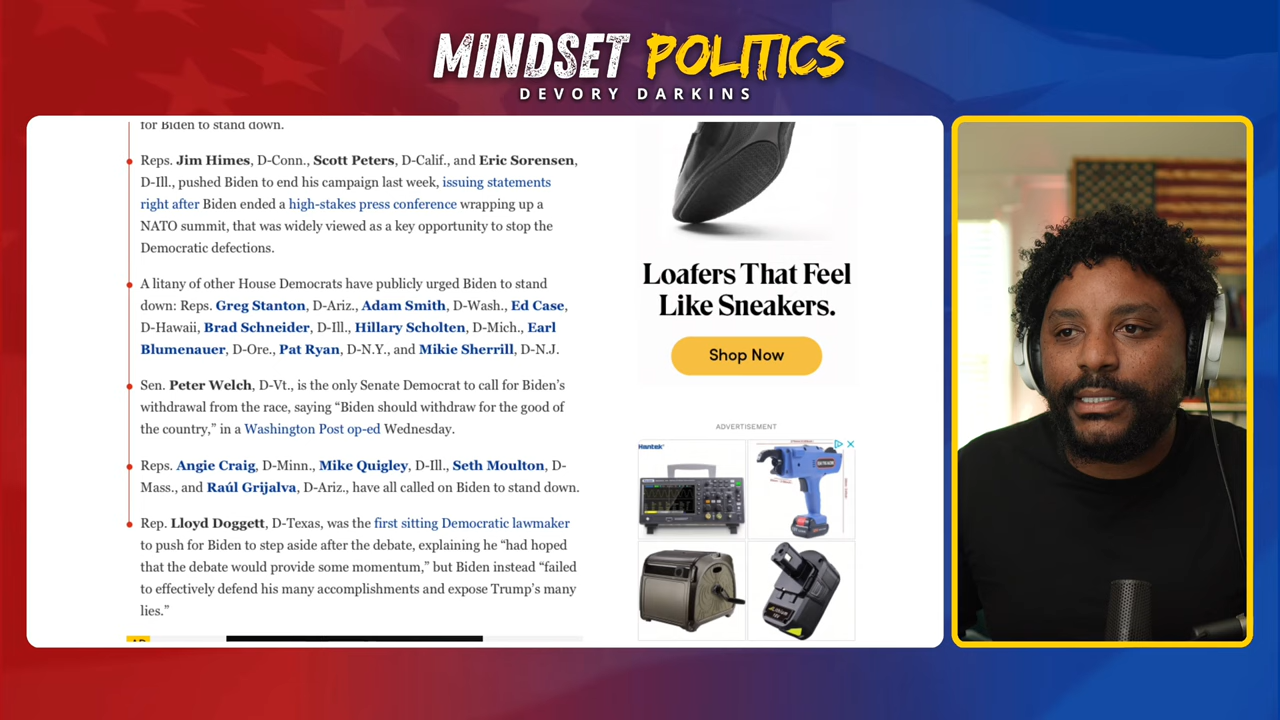 MINDSET POLITICS
DEVORY DARKINS
for Biden to stand down.
Reps. Jim Himes, D-Conn., Scott Peters, D-Calif., and Eric Sorensen,
D-Ill., pushed Biden to end his campaign last week, issuing statements
right after Biden ended a high-stakes press conference wrapping up a
NATO summit, that was widely viewed as a key opportunity to stop the
Democratic defections.
A litany of other House Democrats have publicly urged Biden to stand
down: Reps. Greg Stanton, D-Ariz., Adam Smith, D-Wash., Ed Case,
D-Hawaii, Brad Schneider, D-Ill., Hillary Scholten, D-Mich., Earl
Blumenauer, D-Ore., Pat Ryan, D-N.Y., and Mikie Sherrill, D-N.J.
Sen. Peter Welch, D-Vt., is the only Senate Democrat to call for Biden’s
withdrawal from the race, saying “Biden should withdraw for the good of
the country,” in a Washington Post op-ed Wednesday.
Reps. Angie Craig, D-Minn., Mike Quigley, D-Ill., Seth Moulton, D-
Mass., and Raúl Grijalva, D-Ariz., have all called on Biden to stand down.
Rep. Lloyd Doggett, D-Texas, was the first sitting Democratic lawmaker
to push for Biden to step aside after the debate, explaining he “had hoped
that the debate would provide some momentum,” but Biden instead “failed
to effectively defend his many accomplishments and expose Trump’s many
lies.”
Loafers That Feel
Like Sneakers.
Shop Now
ADVERTISEMENT
Hantek